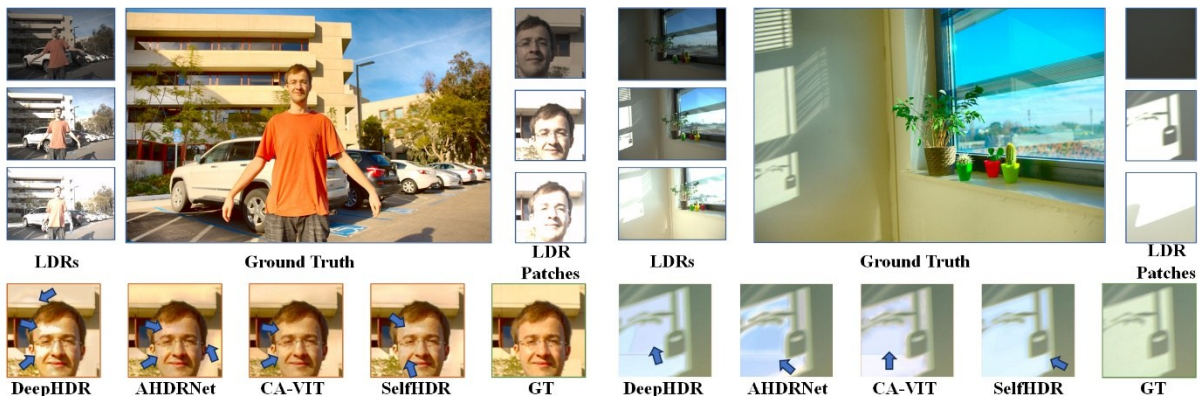 LDRs Ground Truth LDR Patches LDRs Ground Truth LDR Patches
DeepHDR AHDRNet CA-VIT SelfHDR GT DeepHDR AHDRNet CA-VIT SelfHDR GT